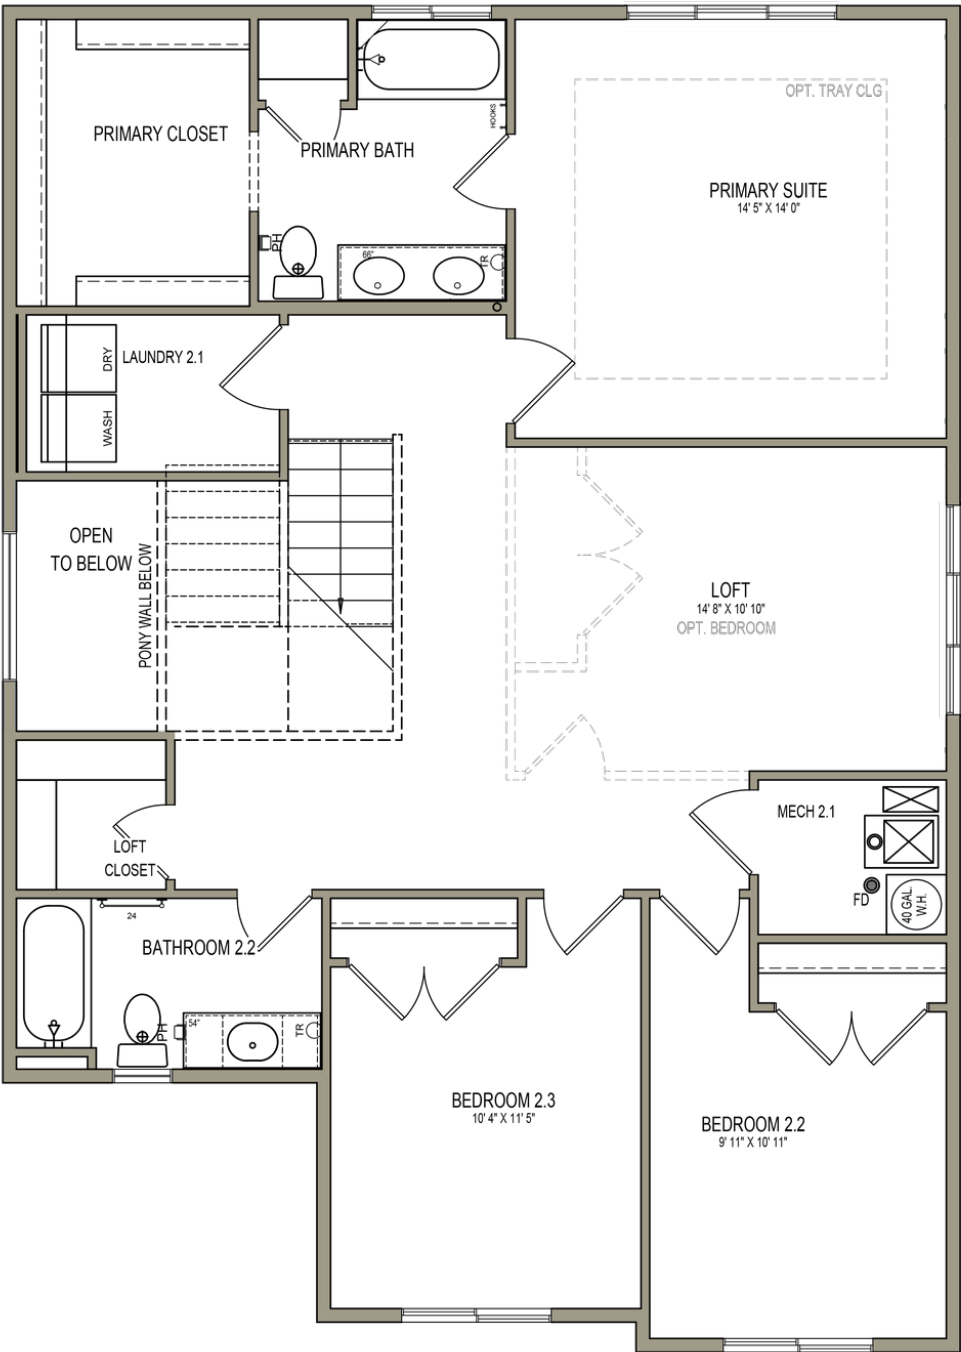 OPT. TRAY CLG
HOOKS
PRIMARY CLOSET
PRIMARY BATH
PRIMARY SUITE
14' 5" X 14' 0"
PH
66"
TR
DRY
LAUNDRY 2.1
WASH
OPEN
TO BELOW
PONY WALL BELOW
LOFT
14' 8" X 10' 10"
OPT. BEDROOM
MECH 2.1
LOFT
CLOSET
FD
40 GAL.
W.H.
24
BATHROOM 2.2
PH
54"
TR
BEDROOM 2.3
10' 4" X 11' 5"
BEDROOM 2.2
9' 11" X 10' 11"